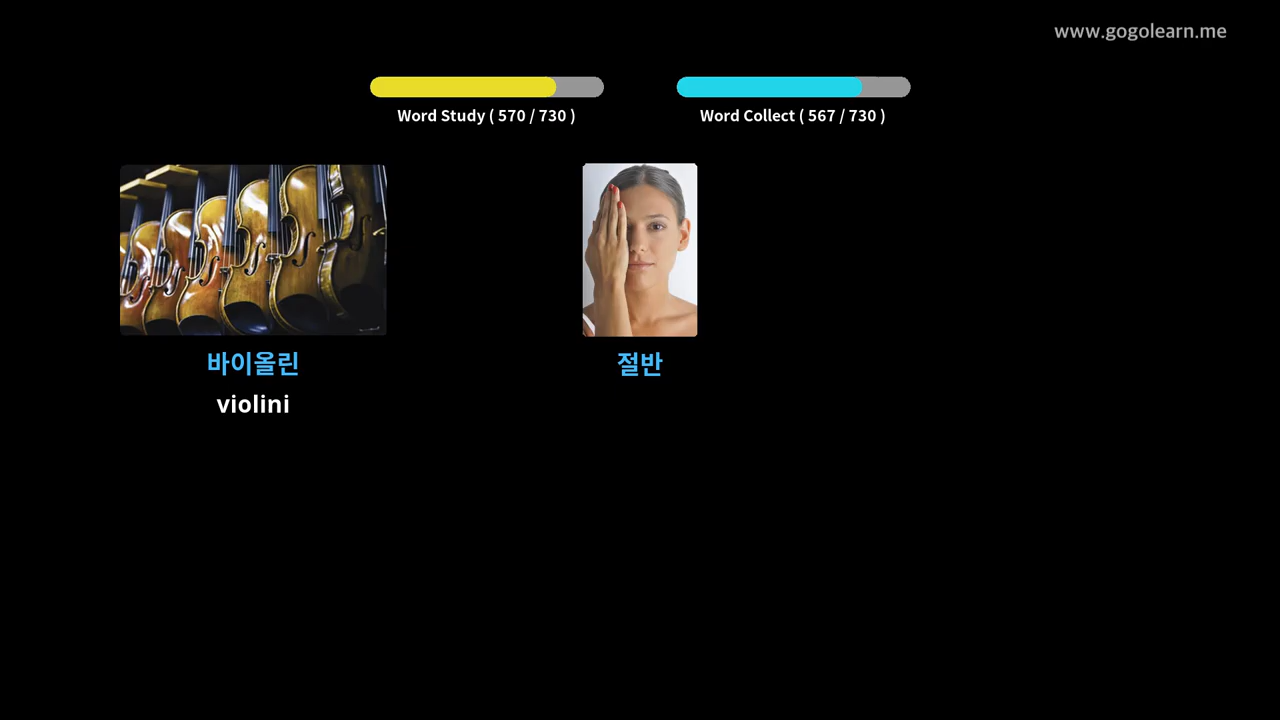 www.gogolearn.me
Word Study ( 570 / 730 )
Word Collect ( 567 / 730 )
바이올린
violini
절반